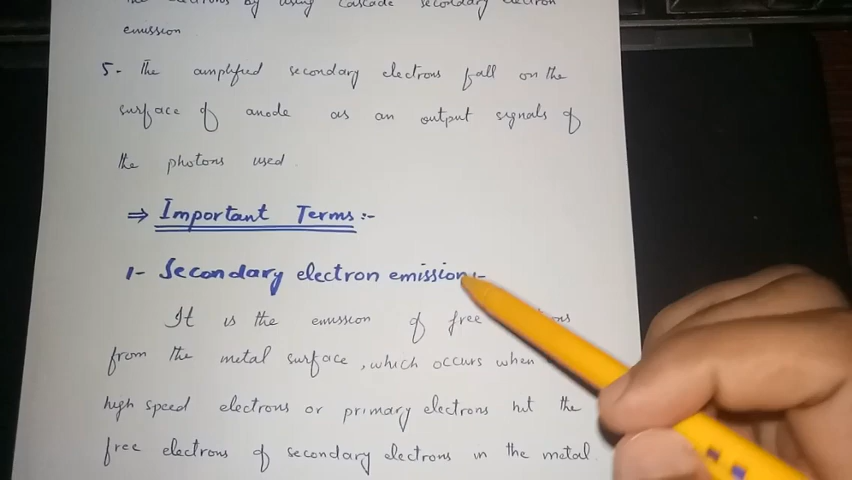 electrons by using cascade secondary electron
emission
5- The amplified secondary electrons fall on the
surface of anode as an output signals of
the photons used.
⇒ Important Terms:-
1- Secondary electron emission:-
It is the emission of free
from the metal surface, which occurs when
high speed electrons or primary electrons hit the
free electrons of secondary electrons in the metal.